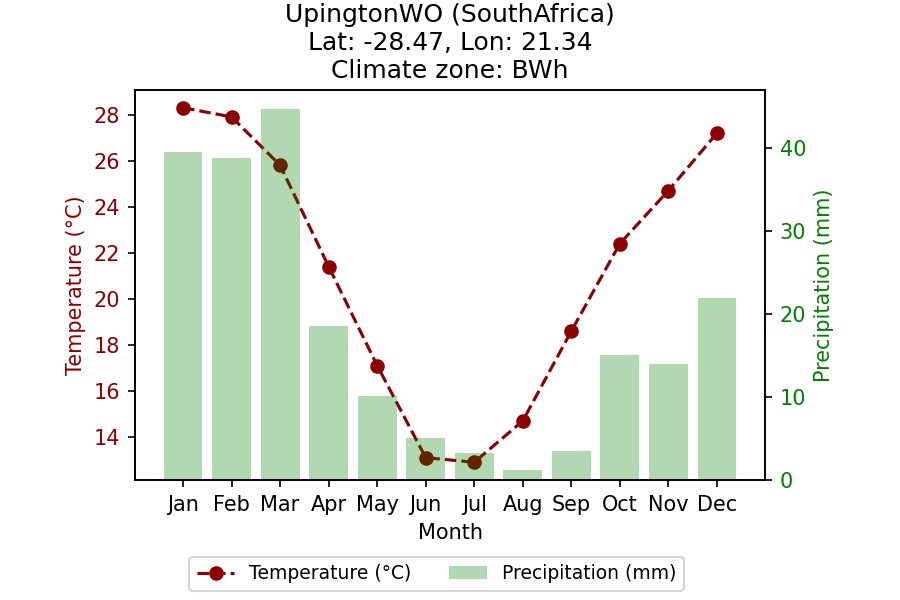 UpingtonWO (SouthAfrica)
Lat: -28.47, Lon: 21.34
Climate zone: BWh
28
26
24
22
20
18
16
14
Temperature (°C)
40
30
20
10
0
Precipitation (mm)
Jan Feb Mar Apr May Jun Jul Aug Sep Oct Nov Dec
Month
Temperature (°C) Precipitation (mm)